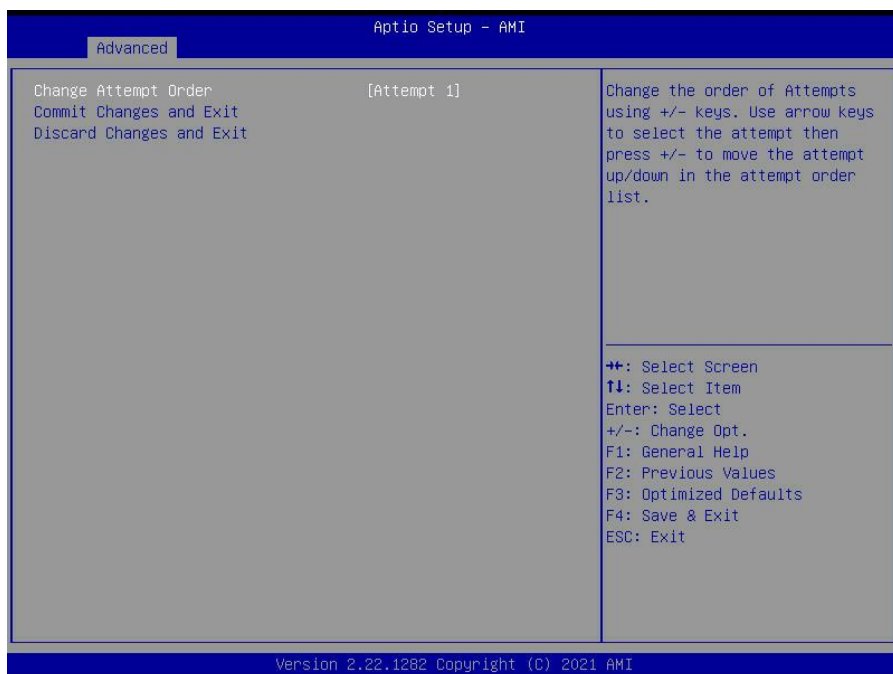 Aptio Setup – AMI
Advanced
Change Attempt Order [Attempt 1]
Commit Changes and Exit
Discard Changes and Exit
Change the order of Attempts
using +/- keys. Use arrow keys
to select the attempt then
press +/- to move the attempt
up/down in the attempt order
list.
→←: Select Screen
↑↓: Select Item
Enter: Select
+/-: Change Opt.
F1: General Help
F2: Previous Values
F3: Optimized Defaults
F4: Save & Exit
ESC: Exit
Version 2.22.1282 Copyright (C) 2021 AMI